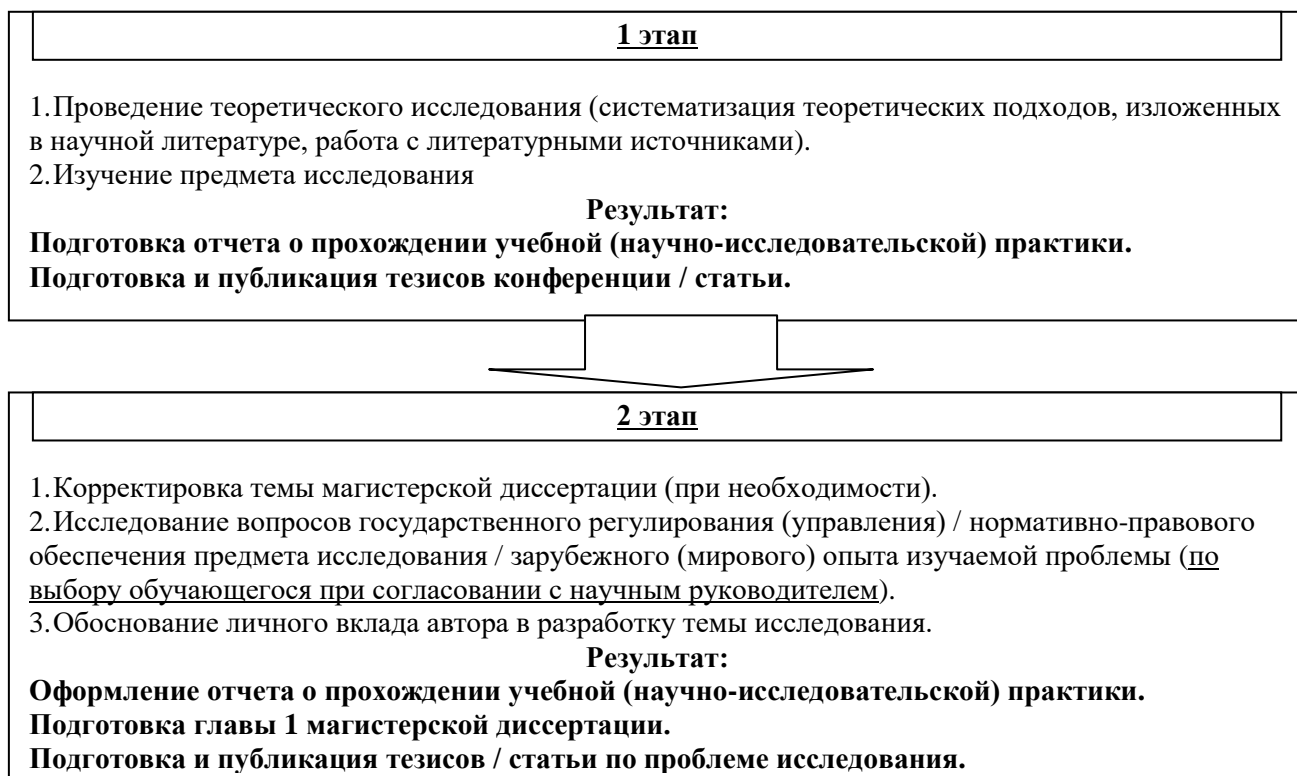 1 этап
1.Проведение теоретического исследования (систематизация теоретических подходов, изложенных
в научной литературе, работа с литературными источниками).
2.Изучение предмета исследования
Результат:
Подготовка отчета о прохождении учебной (научно-исследовательской) практики.
Подготовка и публикация тезисов конференции / статьи.
2 этап
1.Корректировка темы магистерской диссертации (при необходимости).
2.Исследование вопросов государственного регулирования (управления) / нормативно-правового
обеспечения предмета исследования / зарубежного (мирового) опыта изучаемой проблемы (по
выбору обучающегося при согласовании с научным руководителем).
3.Обоснование личного вклада автора в разработку темы исследования.
Результат:
Оформление отчета о прохождении учебной (научно-исследовательской) практики.
Подготовка главы 1 магистерской диссертации.
Подготовка и публикация тезисов / статьи по проблеме исследования.